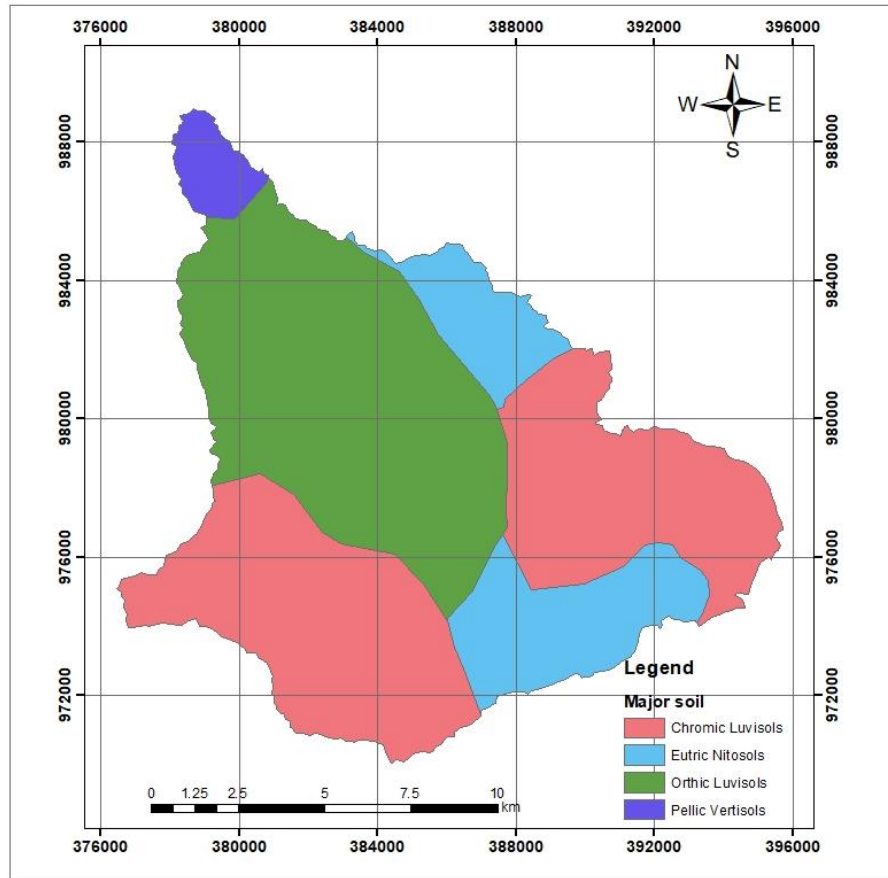 376000 380000 384000 388000 392000 396000
N
W E
S
988000 988000
984000 984000
980000 980000
976000 976000
972000 972000
Legend
Major soil
Chromic Luvisols
Eutric Nitosols
Orthic Luvisols
Pellic Vertisols
0 1.25 2.5 5 7.5 10
km
376000 380000 384000 388000 392000 396000